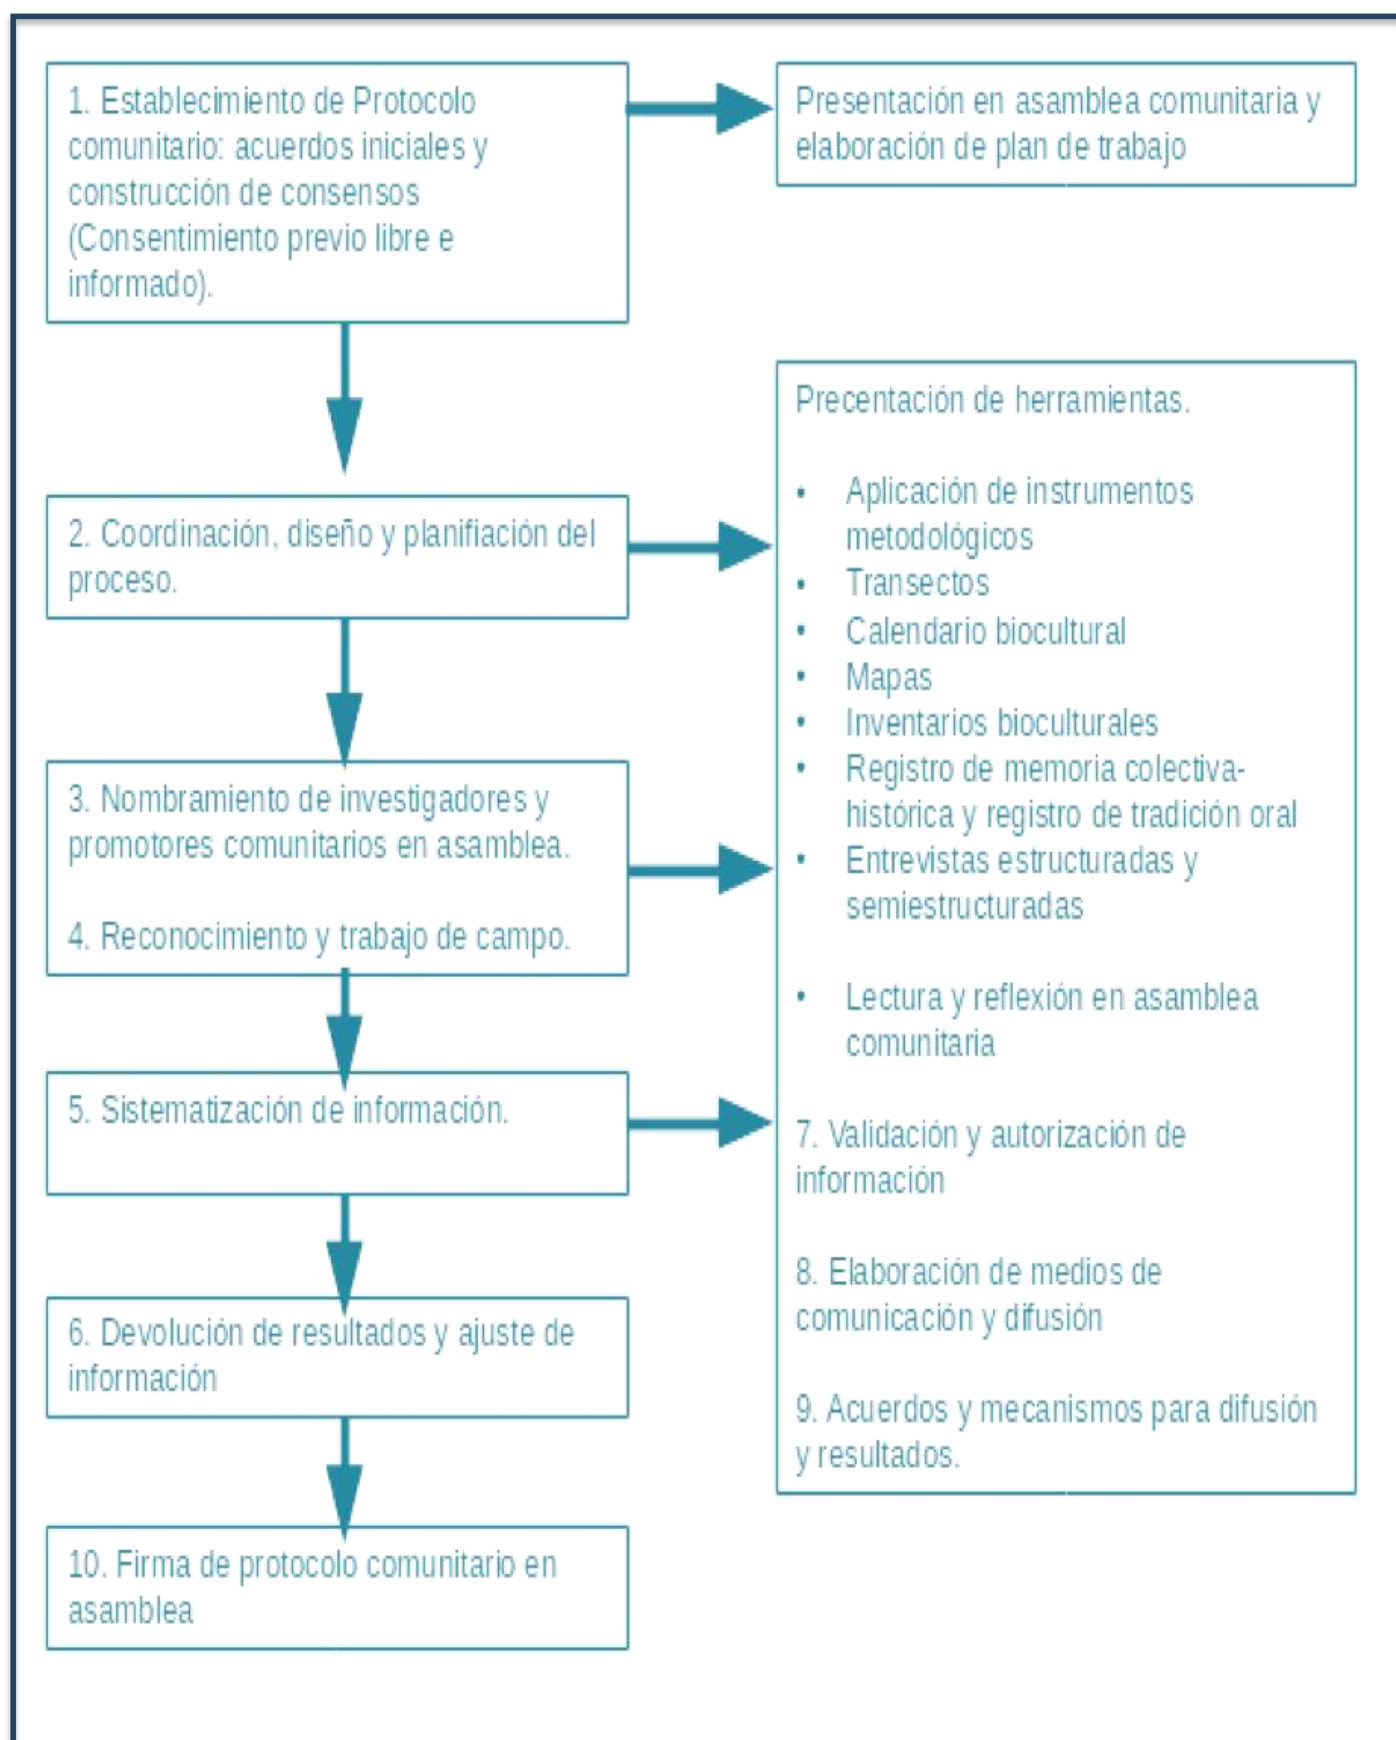 1. Establecimiento de Protocolo
comunitario: acuerdos iniciales y
construcción de consensos
(Consentimiento previo libre e
informado).
Presentación en asamblea comunitaria y
elaboración de plan de trabajo
2. Coordinación, diseño y planifiación del
proceso.
3. Nombramiento de investigadores y
promotores comunitarios en asamblea.
4. Reconocimiento y trabajo de campo.
5. Sistematización de información.
6. Devolución de resultados y ajuste de
información
Precentación de herramientas.
• Aplicación de instrumentos
metodológicos
• Transectos
• Calendario biocultural
• Mapas
• Inventarios bioculturales
• Registro de memoria colectiva-
histórica y registro de tradición oral
• Entrevistas estructuradas y
semiestructuradas
• Lectura y reflexión en asamblea
comunitaria
7. Validación y autorización de
información
8. Elaboración de medios de
comunicación y difusión
9. Acuerdos y mecanismos para difusión
y resultados.
10. Firma de protocolo comunitario en
asamblea